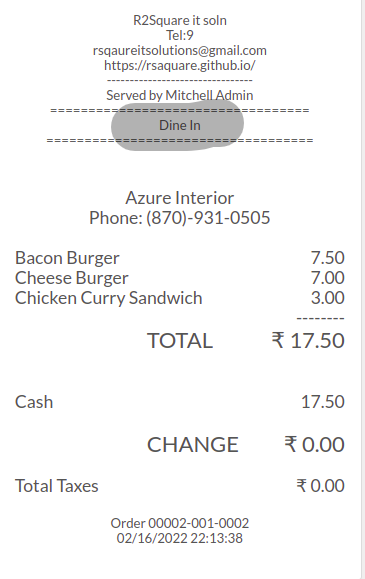 R2Square it soln
Tel:9
rsqaureitsolutions@gmail.com
https://rsaquare.github.io/
--------------------------------
Served by Mitchell Admin
==================================
Dine In
===================================
Azure Interior
Phone: (870)-931-0505
Bacon Burger 7.50
Cheese Burger 7.00
Chicken Curry Sandwich 3.00
--------
TOTAL ₹ 17.50
Cash 17.50
CHANGE ₹ 0.00
Total Taxes ₹ 0.00
Order 00002-001-0002
02/16/2022 22:13:38